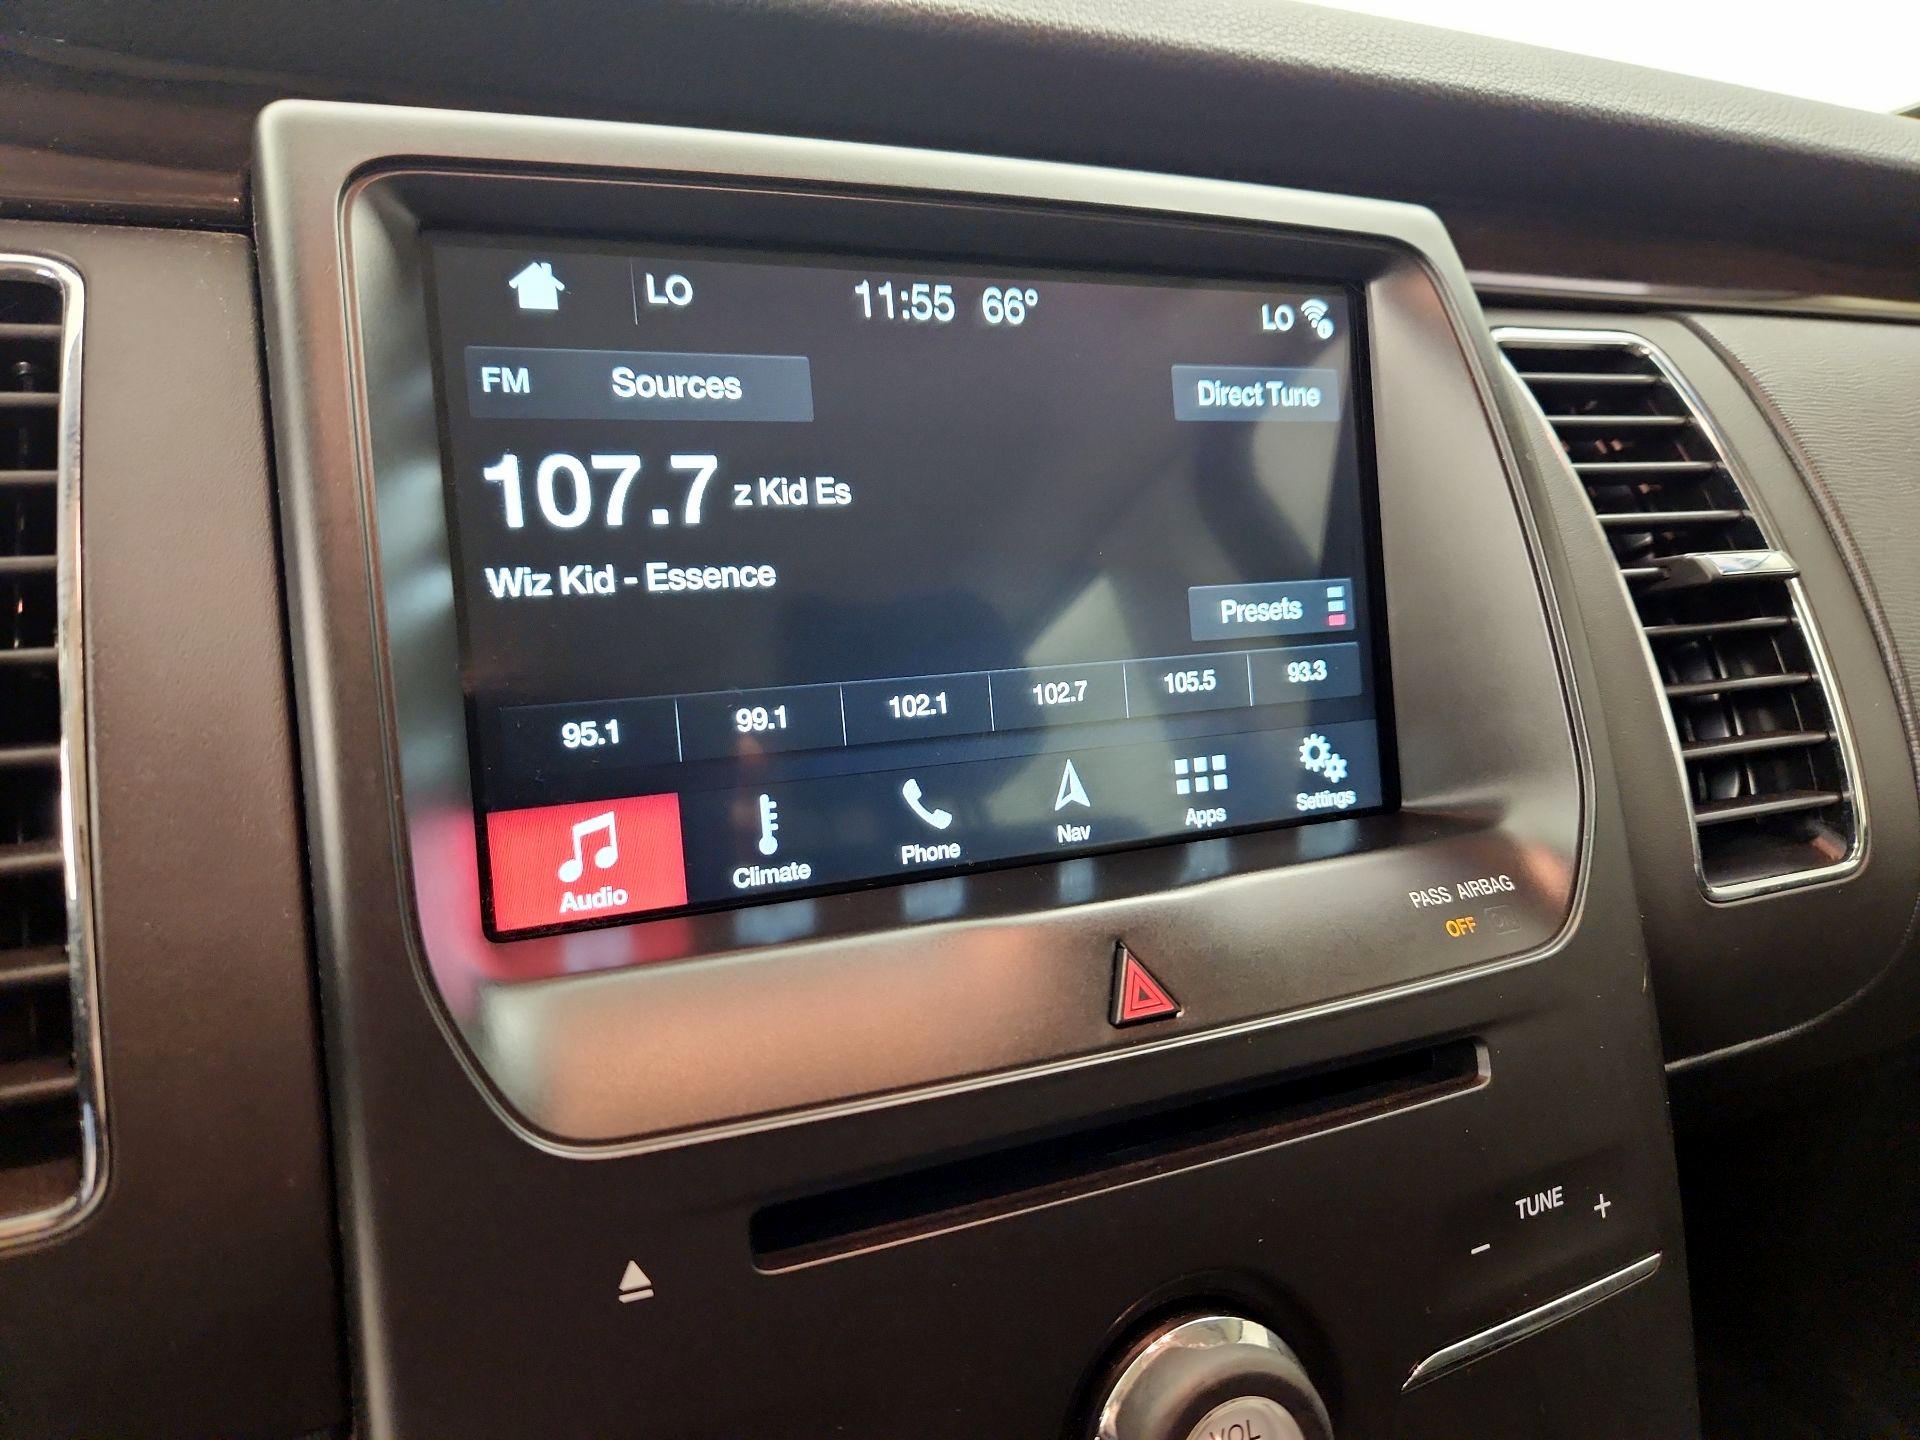 LO 11:55 66° LO
FM Sources Direct Tune
107.7 z Kid Es
Wiz Kid - Essence
Presets
95.1 99.1 102.1 102.7 105.5 93.3
Audio Climate Phone Nav Apps Settings
PASS AIRBAG
OFF
TUNE +
-
VOL